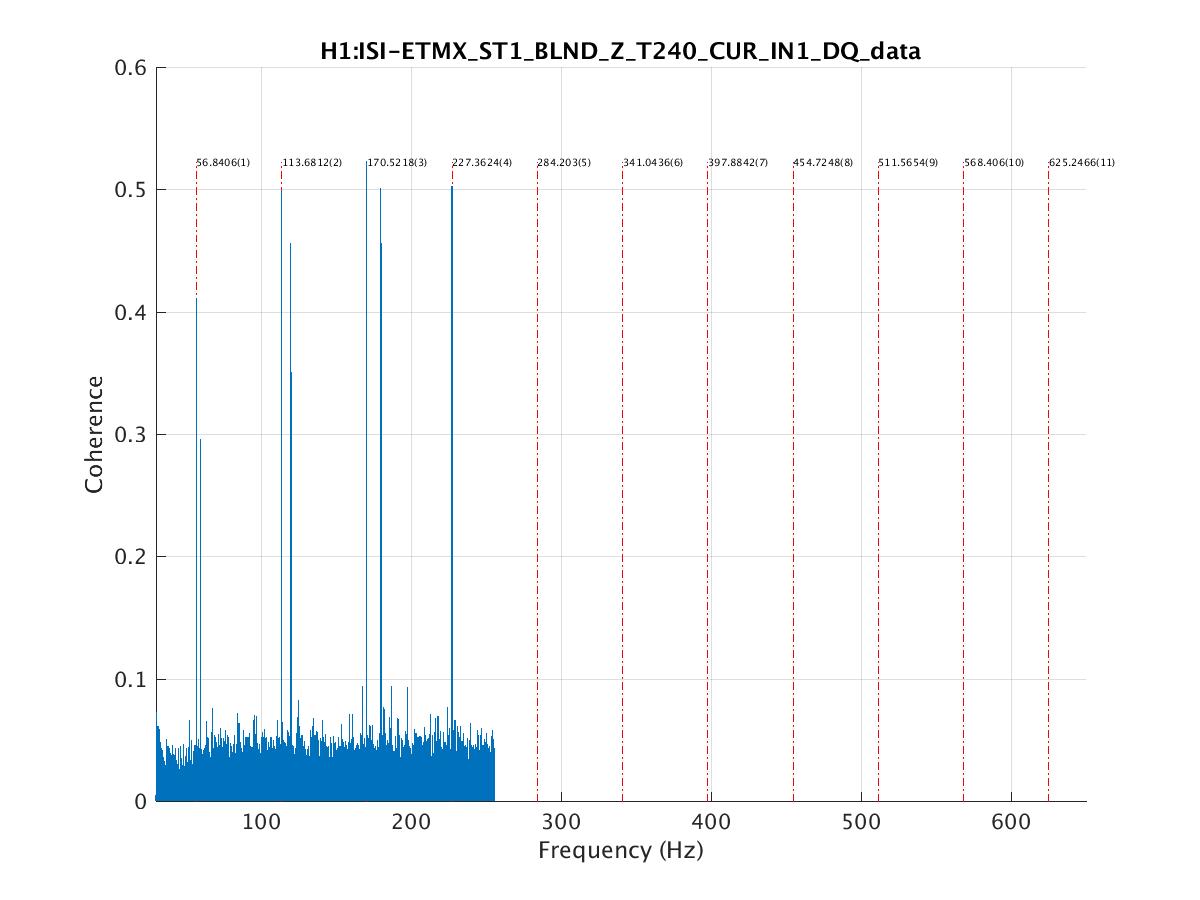 H1:ISI-ETMX_ST1_BLND_Z_T240_CUR_IN1_DQ_data
0.6
56.8406(1) 113.6812(2) 170.5218(3) 227.3624(4) 284.203(5) 341.0436(6) 397.8842(7) 454.7248(8) 511.5654(9) 568.406(10) 625.2466(11)
0.5
0.4
0.3
0.2
0.1
0
Coherence
100 200 300 400 500 600
Frequency (Hz)